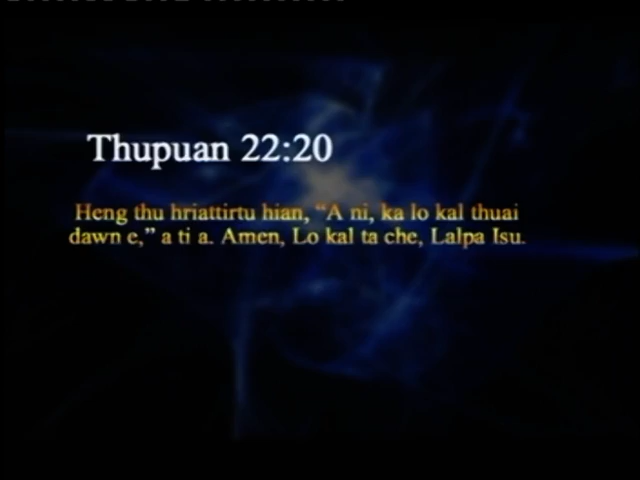 Thupuan 22:20
Heng thu hriattirtu hian, “A ni, ka lo kal thuai
dawn e,” a ti a. Amen, Lo kal ta che, Lalpa Isu.